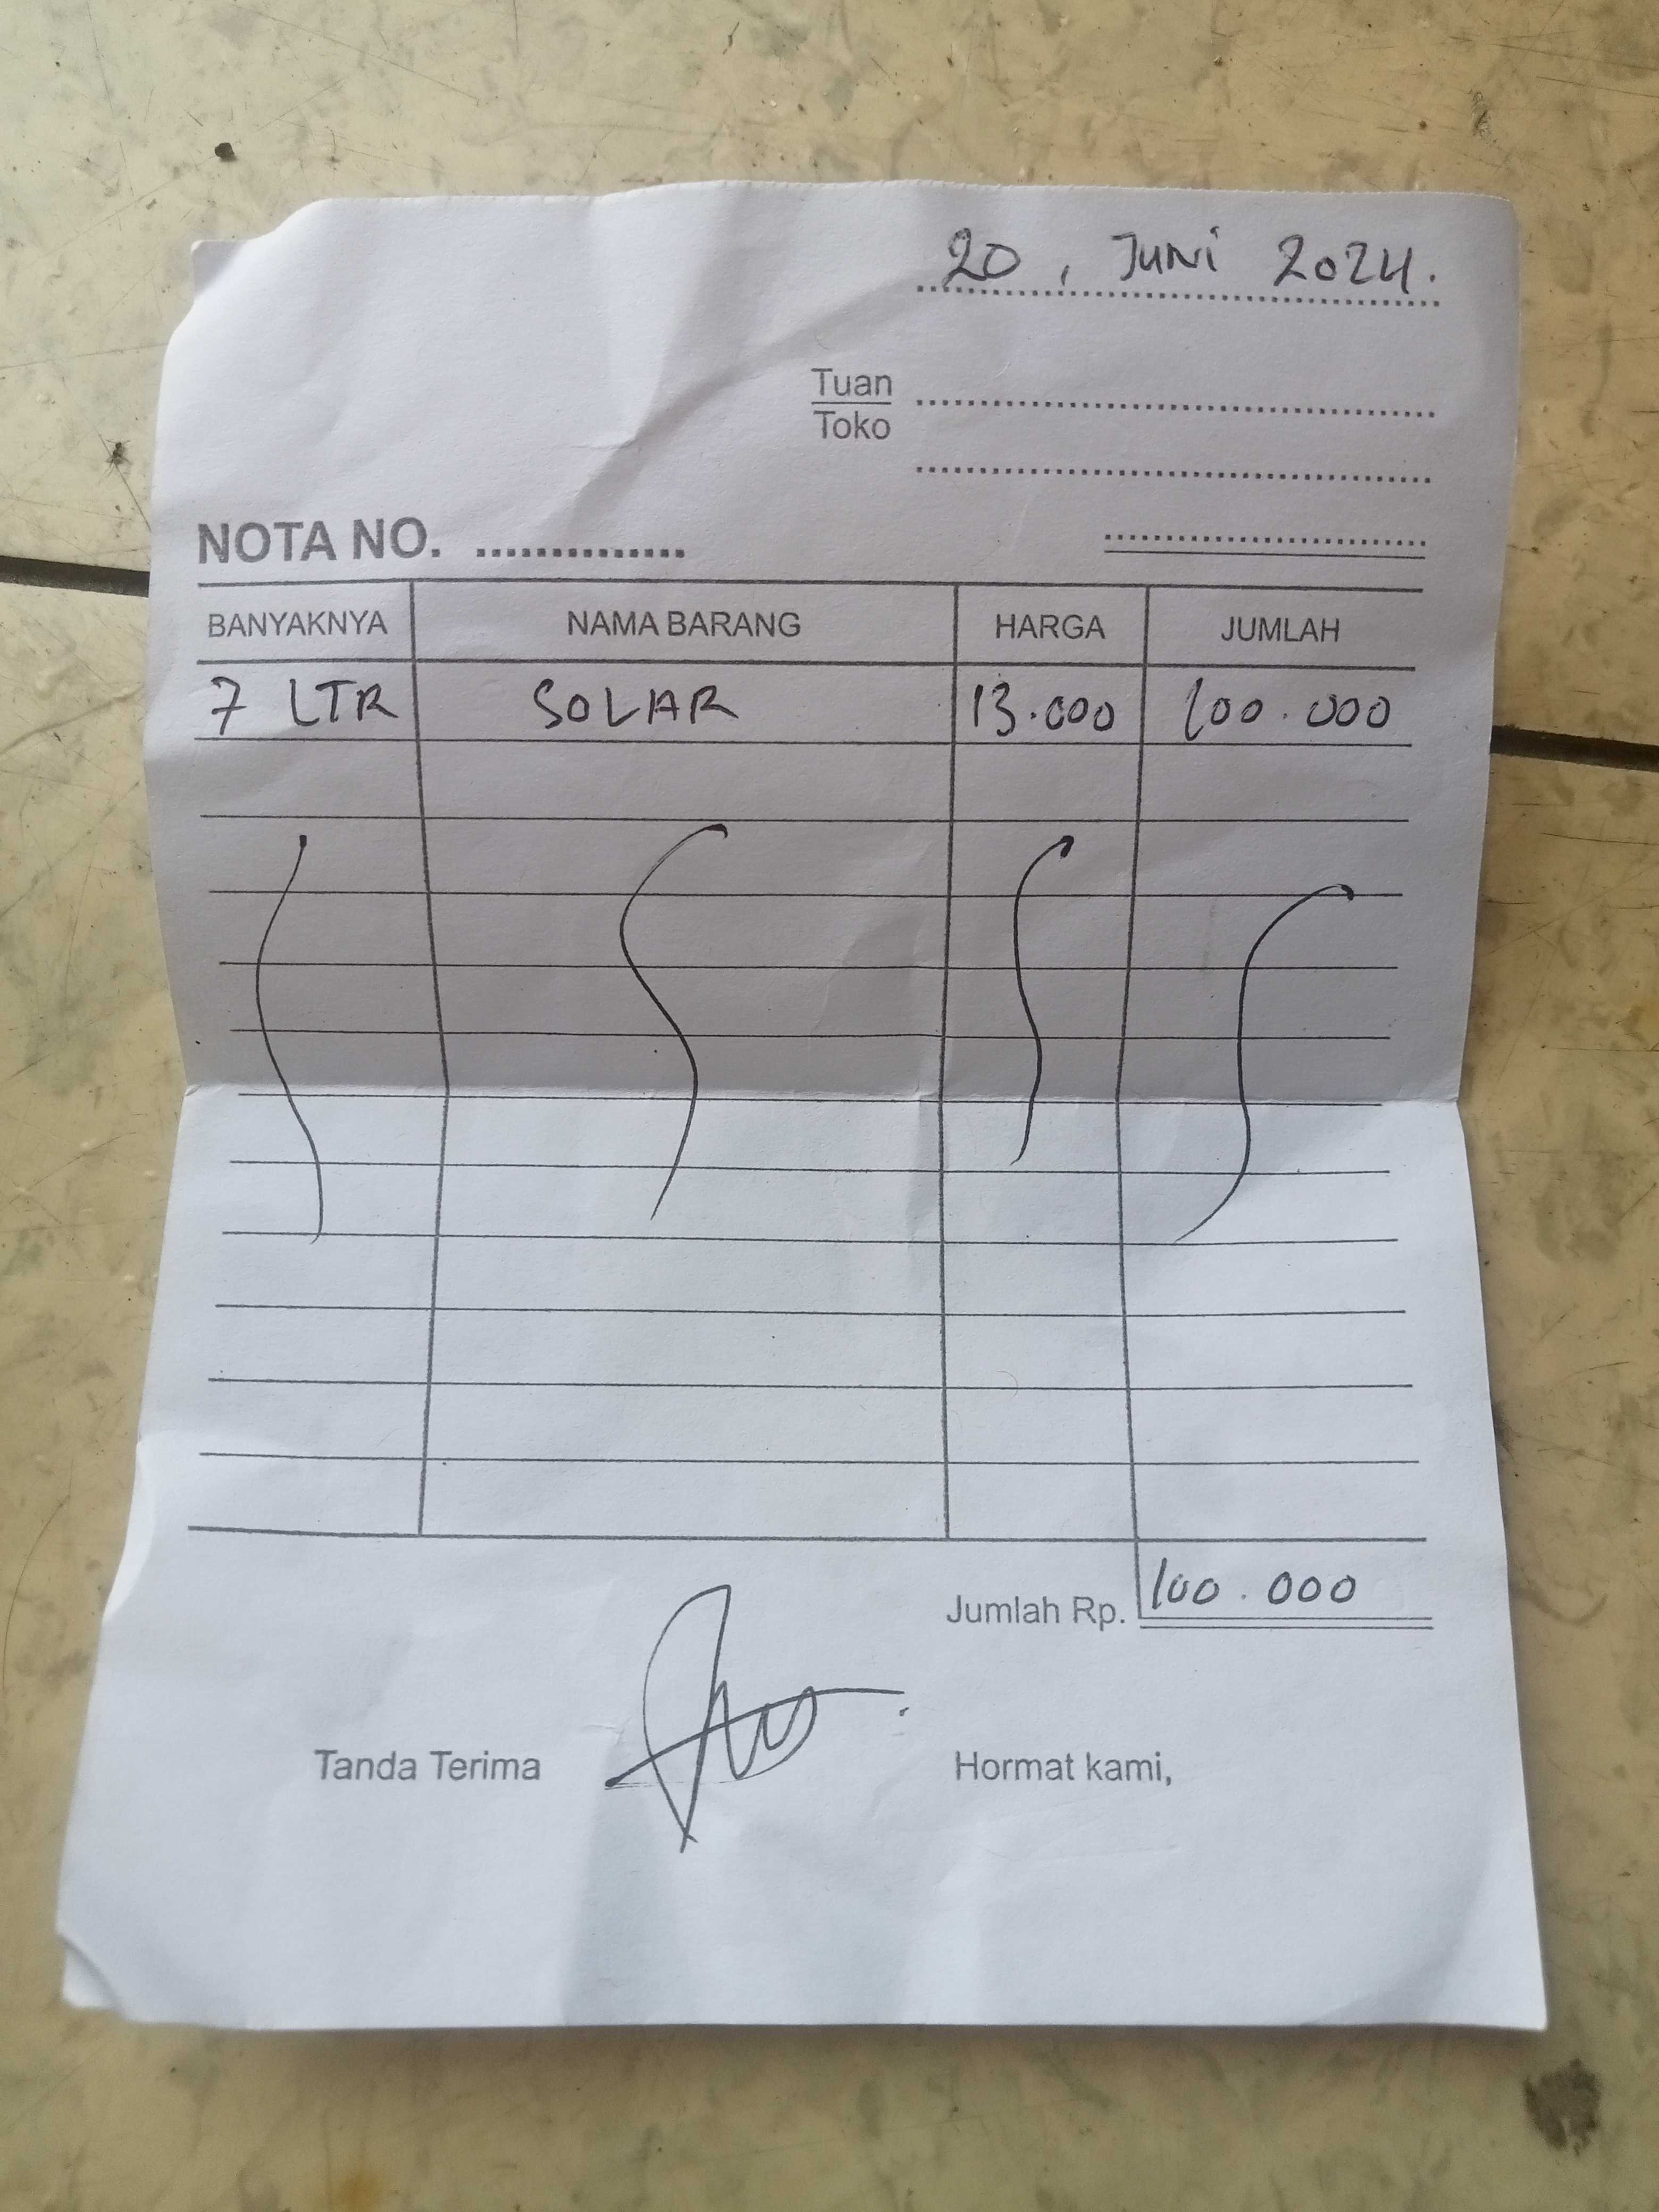 20, Juni 2024.
Tuan
Toko
NOTA NO. ..............
BANYAKNYA NAMA BARANG HARGA JUMLAH
7 LTR SOLAR 13.000 100.000
Jumlah Rp. 100.000
Tanda Terima Hormat kami,